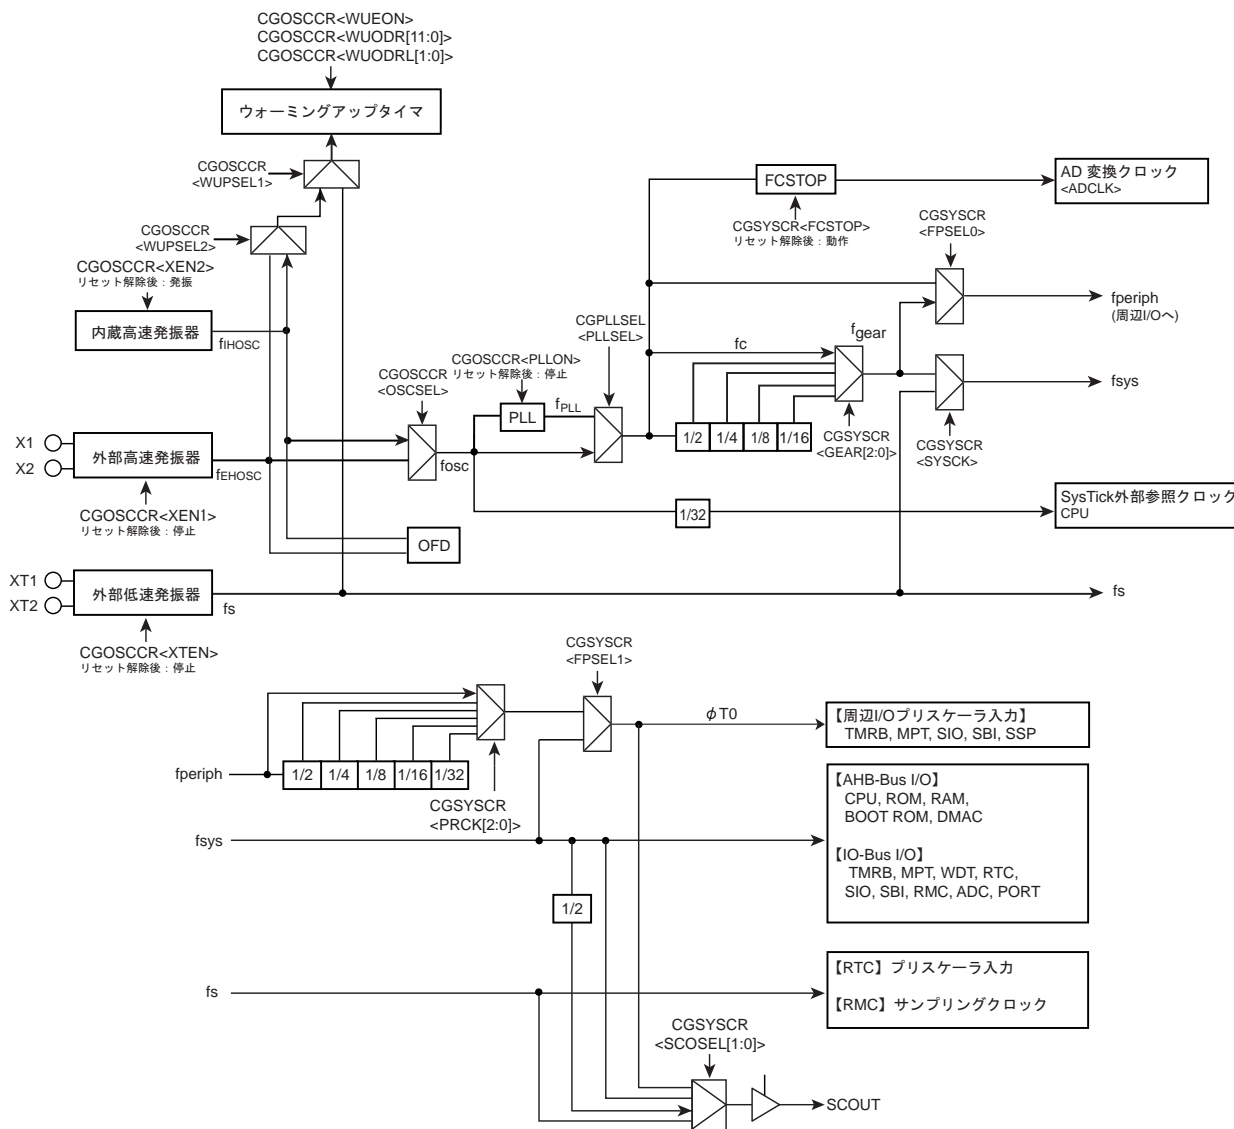 CGOSCCR<WUEON>
CGOSCCR<WUODR[11:0]>
CGOSCCR<WUODRL[1:0]>
ウォーミングアップタイマ
CGOSCCR
<WUPSEL1>
CGOSCCR
<WUPSEL2>
CGOSCCR<XEN2>
リセット解除後：発振
内蔵高速発振器
fIHOSC
X1
X2
外部高速発振器
fEHOSC
CGOSCCR<XEN1>
リセット解除後：停止
XT1
XT2
外部低速発振器
fs
CGOSCCR<XTEN>
リセット解除後：停止
OFD
CGOSCCR
<OSCSEL>
fosc
CGOSCCR<PLLON>
リセット解除後：停止
PLL
fPLL
CGPLLSEL
<PLLSEL>
FCSTOP
CGSYSCR<FCSTOP>
リセット解除後：動作
AD 変換クロック
<ADCLK>
CGSYSCR
<FPSEL0>
fperiph
(周辺I/Oへ)
fc
fgear
1/2
1/4
1/8
1/16
CGSYSCR
<GEAR[2:0]>
CGSYSCR
<SYSCK>
fsys
1/32
SysTick外部参照クロック
CPU
fs
CGSYSCR
<FPSEL1>
fperiph
1/2
1/4
1/8
1/16
1/32
CGSYSCR
<PRCK[2:0]>
ϕT0
【周辺I/Oプリスケーラ入力】
TMRB, MPT, SIO, SBI, SSP
fsys
1/2
【AHB-Bus I/O】
CPU, ROM, RAM,
BOOT ROM, DMAC
【IO-Bus I/O】
TMRB, MPT, WDT, RTC,
SIO, SBI, RMC, ADC, PORT
fs
【RTC】プリスケーラ入力
【RMC】サンプリングクロック
CGSYSCR
<SCOSEL[1:0]>
SCOUT